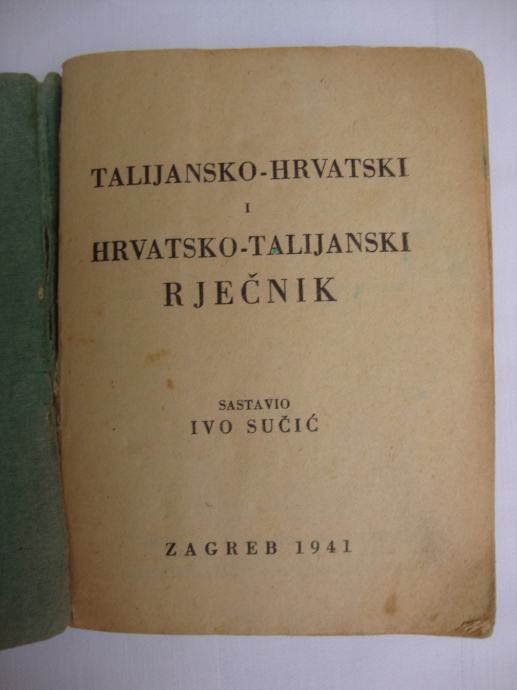 TALIJANSKO-HRVATSKI
I
HRVATSKO-TALIJANSKI
RJEČNIK
SASTAVIO
IVO SUČIĆ
ZAGREB 1941